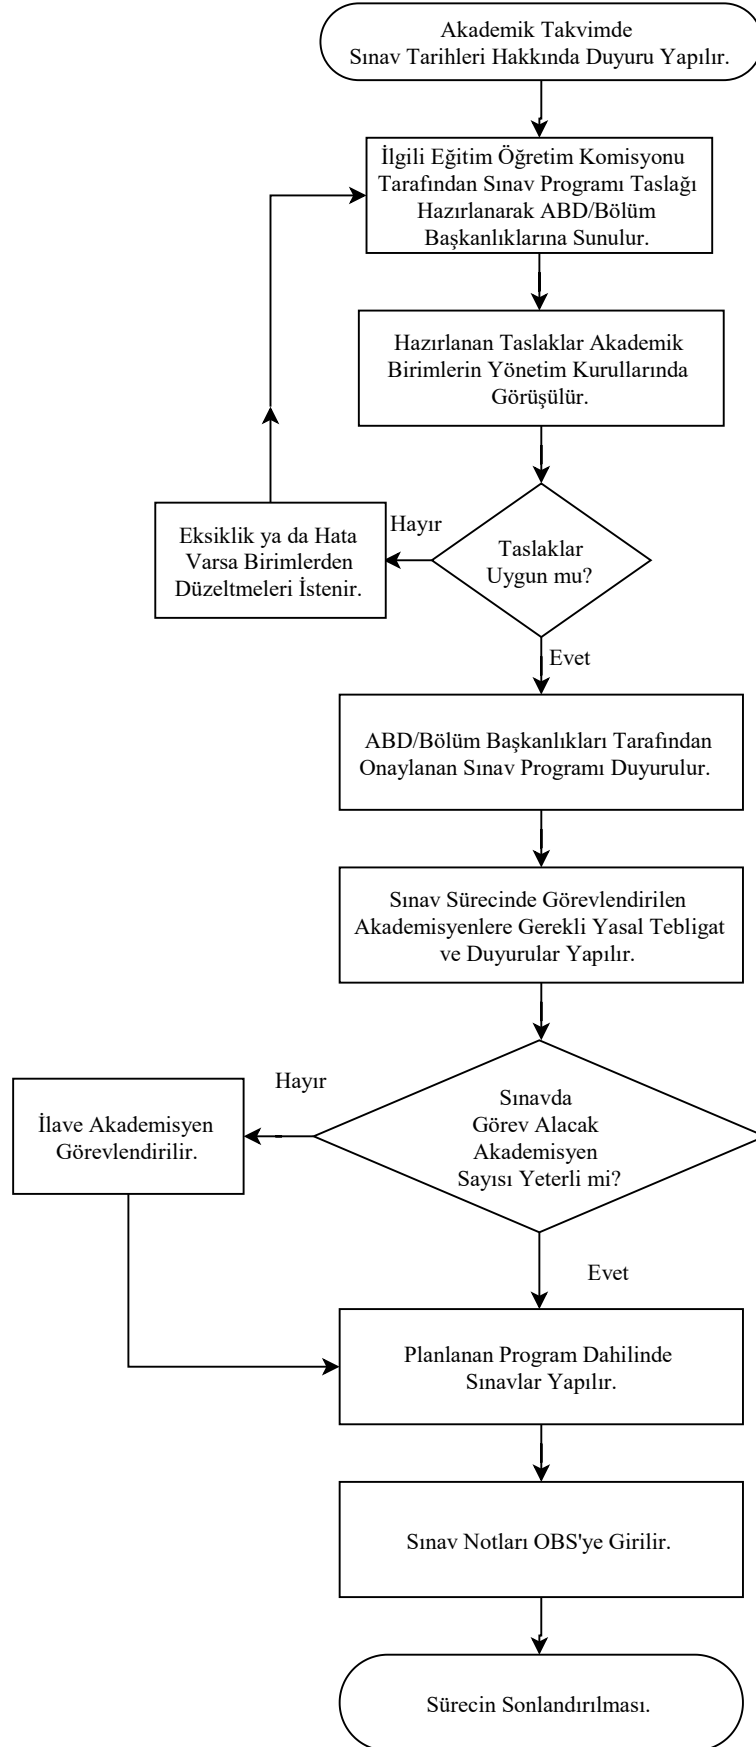 Akademik Takvimde
Sınav Tarihleri Hakkında Duyuru Yapılır.
İlgili Eğitim Öğretim Komisyonu
Tarafından Sınav Programı Taslağı
Hazırlanarak ABD/Bölüm
Başkanlıklarına Sunulur.
Hazırlanan Taslaklar Akademik
Birimlerin Yönetim Kurullarında
Görüşülür.
Taslaklar
Uygun mu?
Hayır
Eksiklik ya da Hata
Varsa Birimlerden
Düzeltmeleri İstenir.
Evet
ABD/Bölüm Başkanlıkları Tarafından
Onaylanan Sınav Programı Duyurulur.
Sınav Sürecinde Görevlendirilen
Akademisyenlere Gerekli Yasal Tebligat
ve Duyurular Yapılır.
Sınavda
Görev Alacak
Akademisyen
Sayısı Yeterli mi?
Hayır
İlave Akademisyen
Görevlendirilir.
Evet
Planlanan Program Dahilinde
Sınavlar Yapılır.
Sınav Notları OBS'ye Girilir.
Sürecin Sonlandırılması.